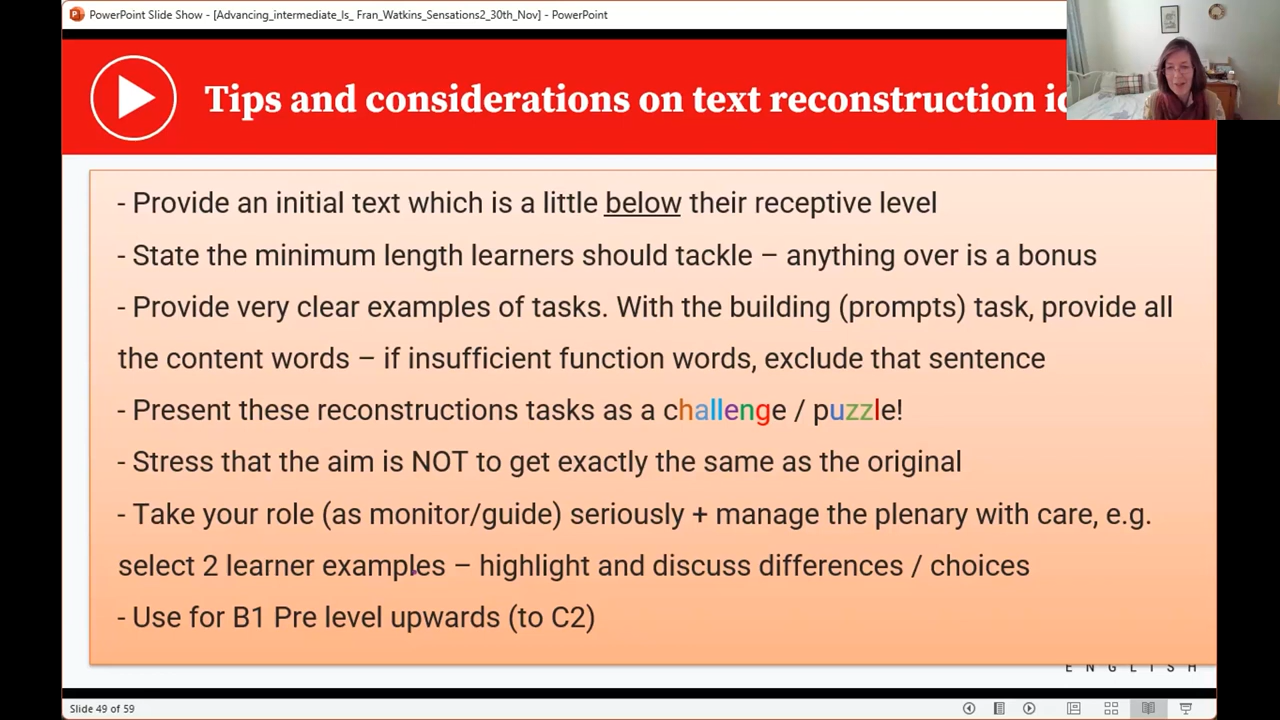 PowerPoint Slide Show - [Advancing_intermediate_ls_ Fran_Watkins_Sensations2_30th_Nov] - PowerPoint
Tips and considerations on text reconstruction
- Provide an initial text which is a little below their receptive level
- State the minimum length learners should tackle – anything over is a bonus
- Provide very clear examples of tasks. With the building (prompts) task, provide all
the content words – if insufficient function words, exclude that sentence
- Present these reconstructions tasks as a challenge / puzzle!
- Stress that the aim is NOT to get exactly the same as the original
- Take your role (as monitor/guide) seriously + manage the plenary with care, e.g.
select 2 learner examples – highlight and discuss differences / choices
- Use for B1 Pre level upwards (to C2)
ENGLISH
Slide 49 of 59